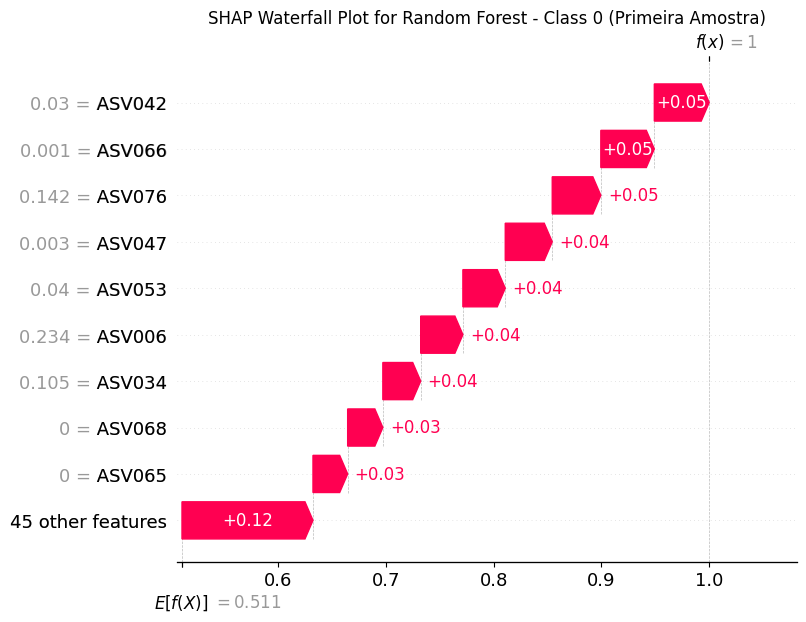 SHAP Waterfall Plot for Random Forest - Class 0 (Primeira Amostra)
f(x) = 1
0.03 = ASV042 +0.05
0.001 = ASV066 +0.05
0.142 = ASV076 +0.05
0.003 = ASV047 +0.04
0.04 = ASV053 +0.04
0.234 = ASV006 +0.04
0.105 = ASV034 +0.04
0 = ASV068 +0.03
0 = ASV065 +0.03
45 other features +0.12
0.6 0.7 0.8 0.9 1.0
E[f(X)] = 0.511